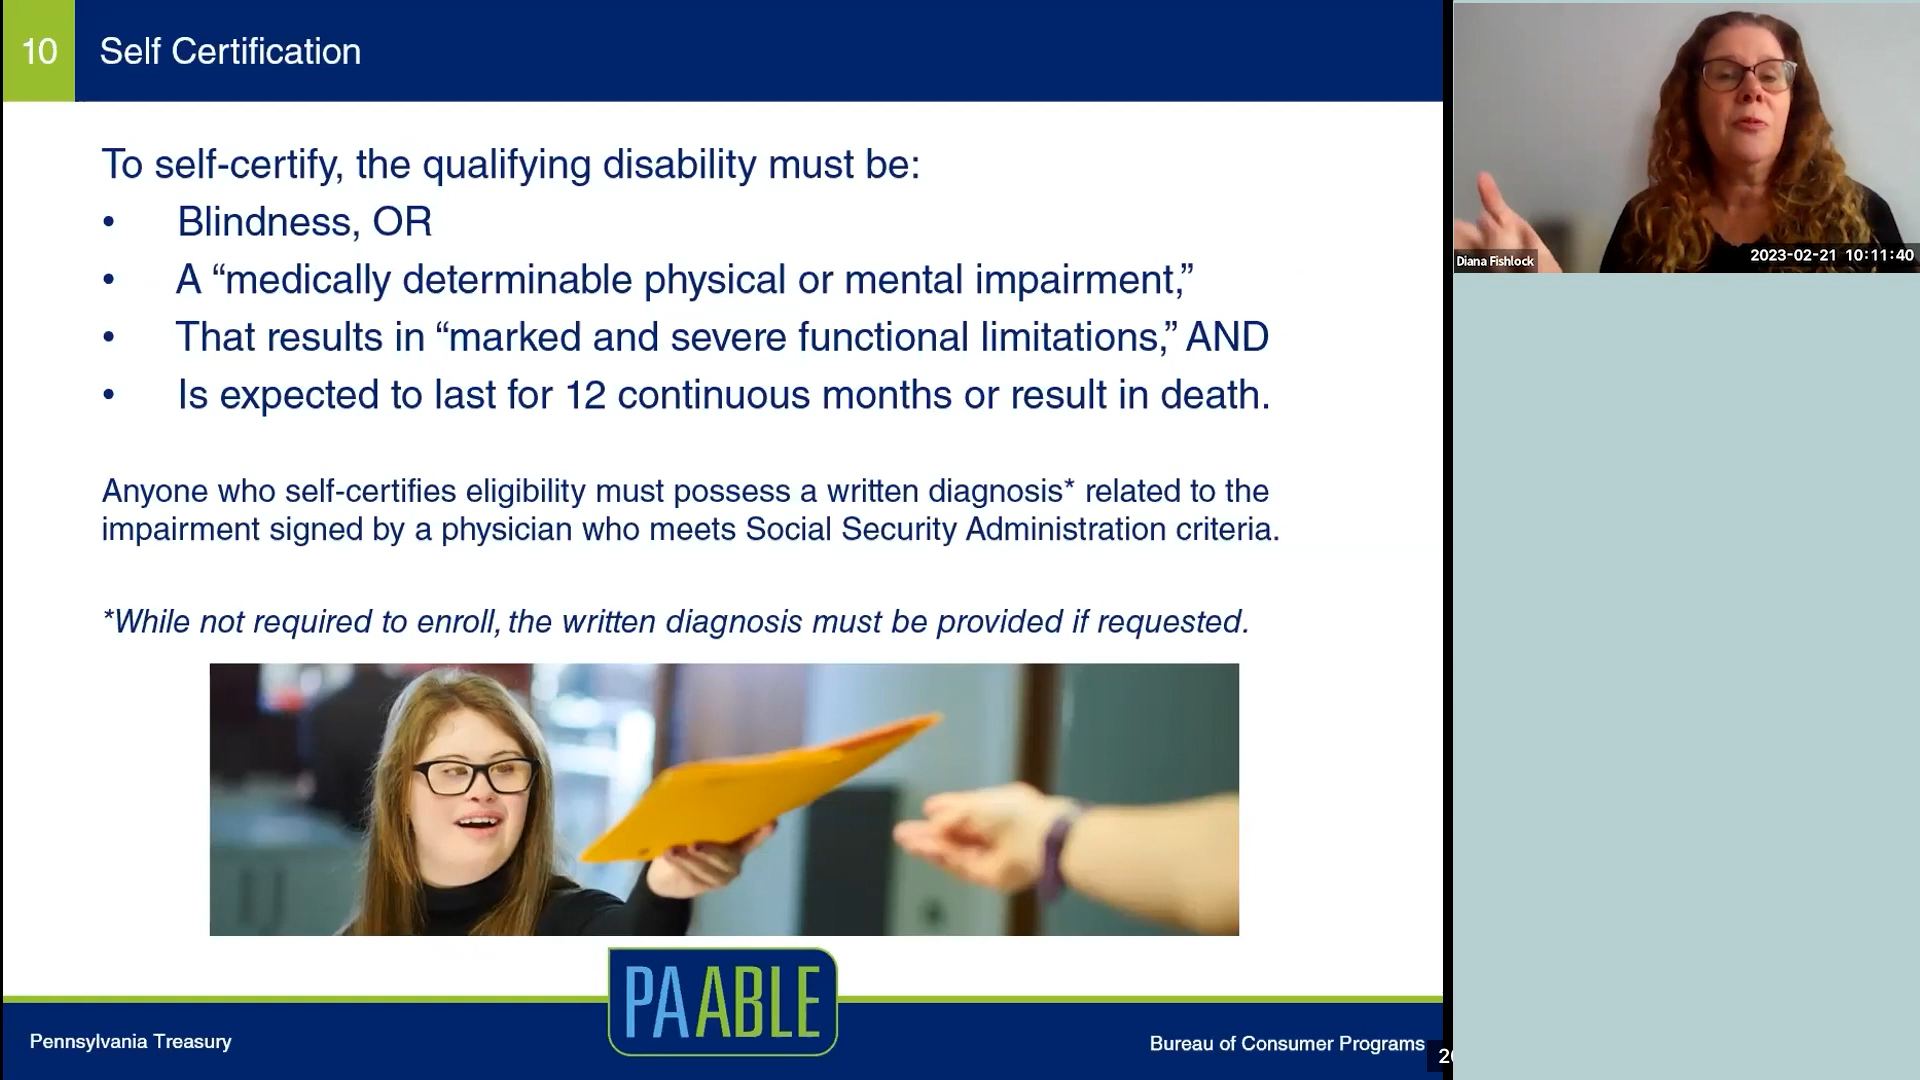 10
Self Certification
To self-certify, the qualifying disability must be:
• Blindness, OR
• A “medically determinable physical or mental impairment,”
• That results in “marked and severe functional limitations,” AND
• Is expected to last for 12 continuous months or result in death.
Anyone who self-certifies eligibility must possess a written diagnosis* related to the
impairment signed by a physician who meets Social Security Administration criteria.
*While not required to enroll, the written diagnosis must be provided if requested.
PA ABLE
Pennsylvania Treasury
Bureau of Consumer Programs
Diana Fishlock
2023-02-21 10:11:40